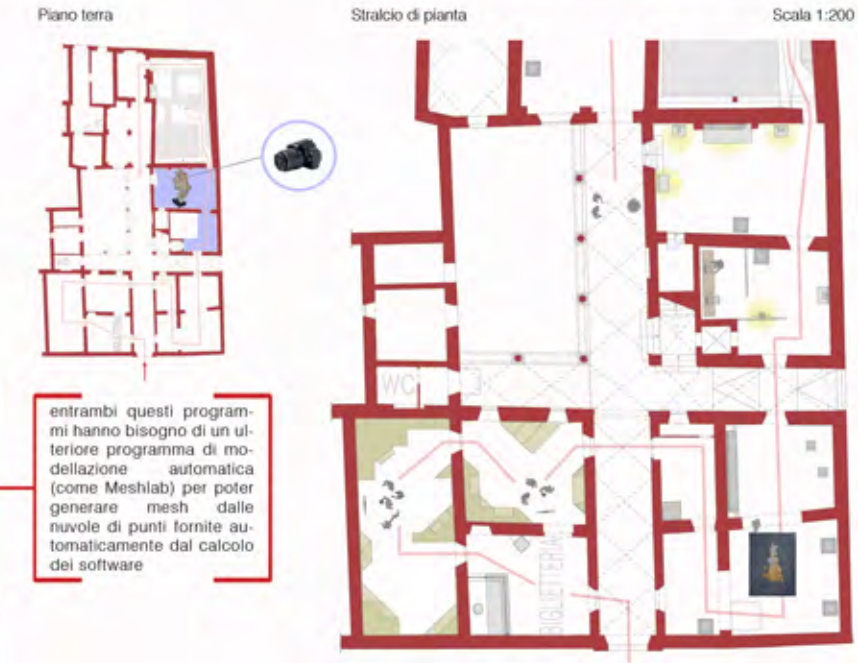 Piano terra
Stralcio di pianta
Scala 1:200
WC
BIGLIETTERIA
entrambi questi program-
mi hanno bisogno di un ul-
teriore programma di mo-
dellazione automatica
(come Meshlab) per poter
generare mesh dalle
nuvole di punti fornite au-
tomaticamente dal calcolo
dei software